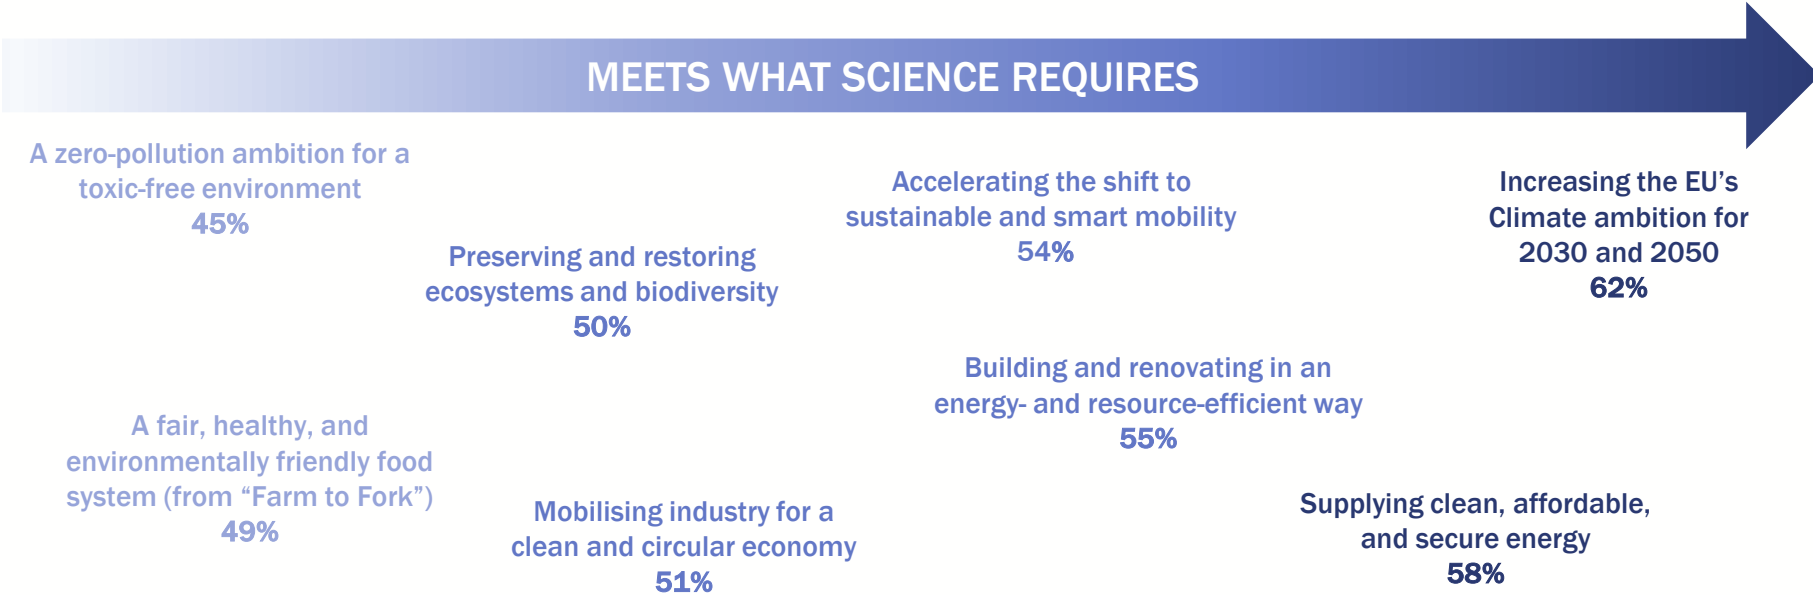 MEETS WHAT SCIENCE REQUIRES
A zero-pollution ambition for a
toxic-free environment
45%
Preserving and restoring
ecosystems and biodiversity
50%
Accelerating the shift to
sustainable and smart mobility
54%
Increasing the EU’s
Climate ambition for
2030 and 2050
62%
Building and renovating in an
energy- and resource-efficient way
55%
A fair, healthy, and
environmentally friendly food
system (from “Farm to Fork”)
49%
Mobilising industry for a
clean and circular economy
51%
Supplying clean, affordable,
and secure energy
58%